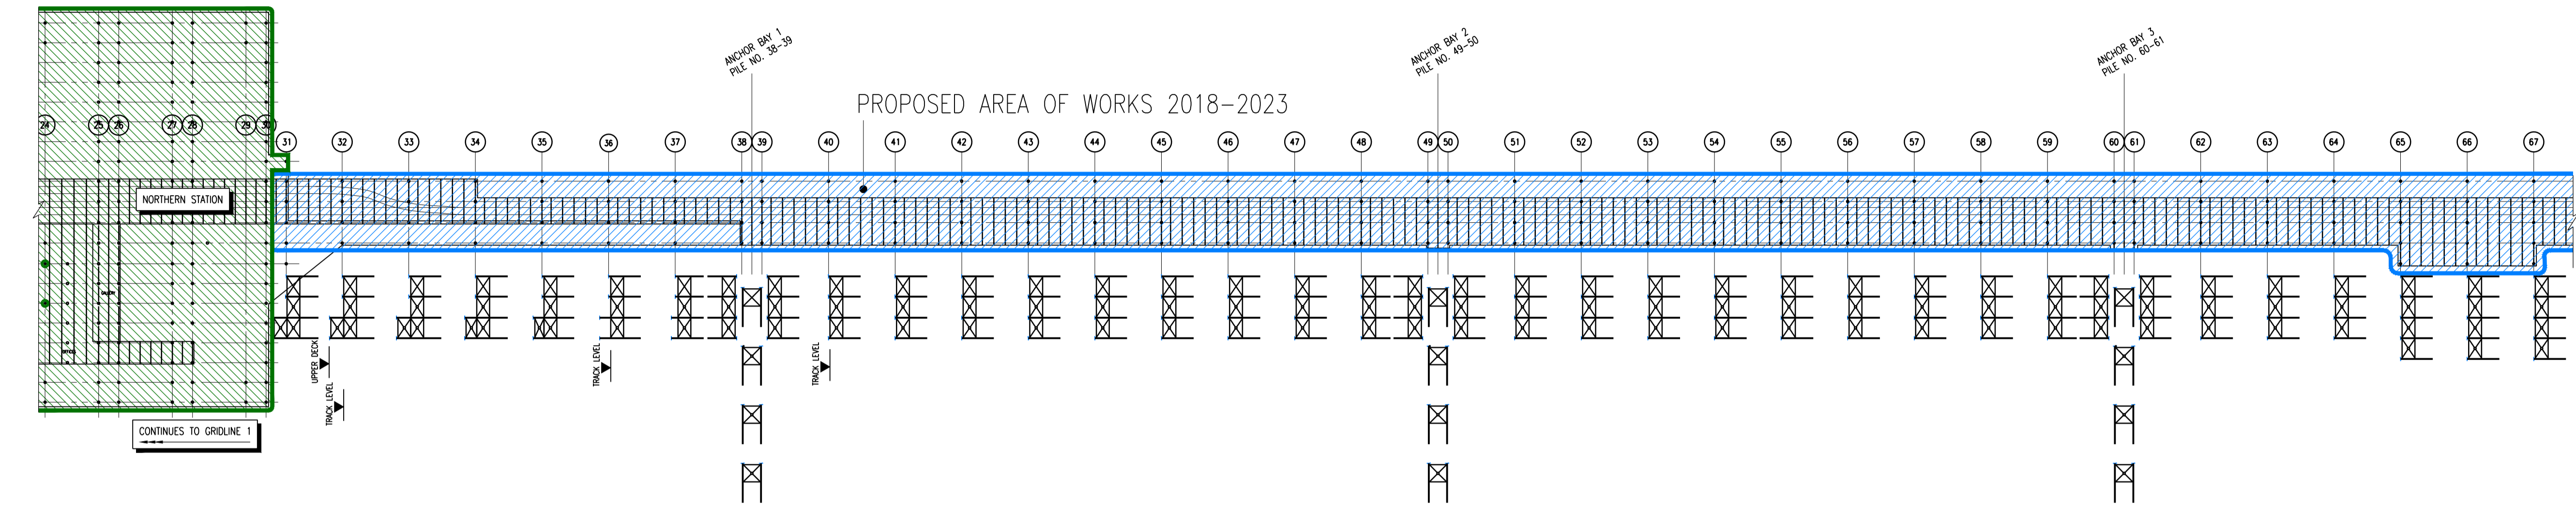 ANCHOR BAY 1
PILE NO. 38-39
ANCHOR BAY 2
PILE NO. 49-50
ANCHOR BAY 3
PILE NO. 60-61
PROPOSED AREA OF WORKS 2018-2023
24 25 26 27 28 29 30 31 32 33 34 35 36 37 38 39 40 41 42 43 44 45 46 47 48 49 50 51 52 53 54 55 56 57 58 59 60 61 62 63 64 65 66 67
NORTHERN STATION
GALLERY
OFFICES
UPPER DECK
TRACK LEVEL
TRACK LEVEL
TRACK LEVEL
CONTINUES TO GRIDLINE 1